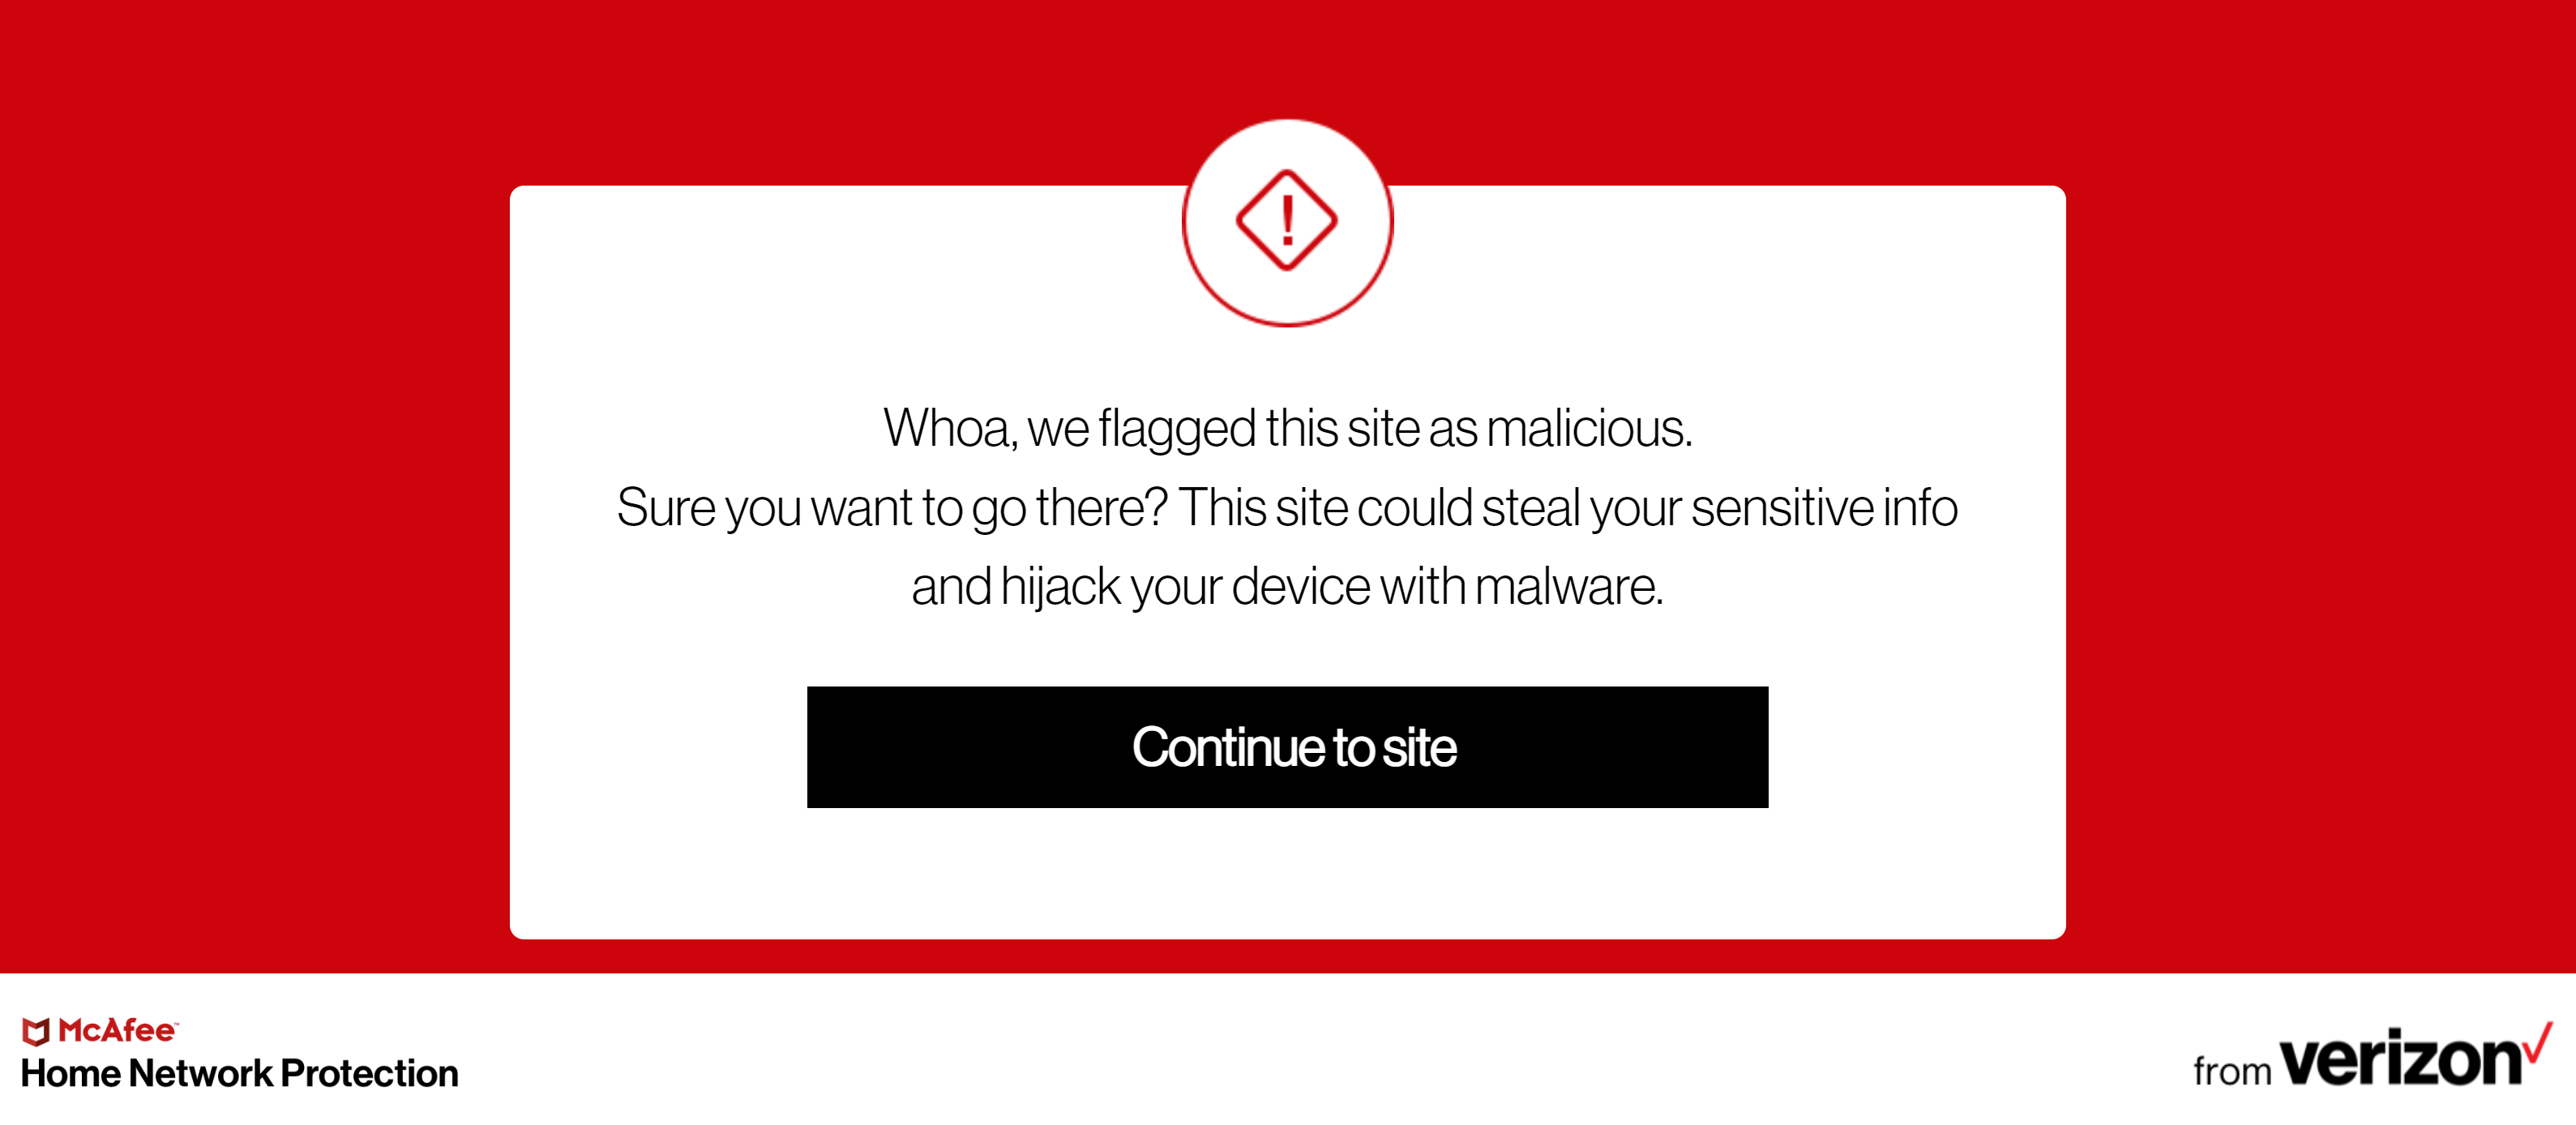 !
Whoa, we flagged this site as malicious.
Sure you want to go there? This site could steal your sensitive info
and hijack your device with malware.
Continue to site
McAfee™
Home Network Protection
from verizon